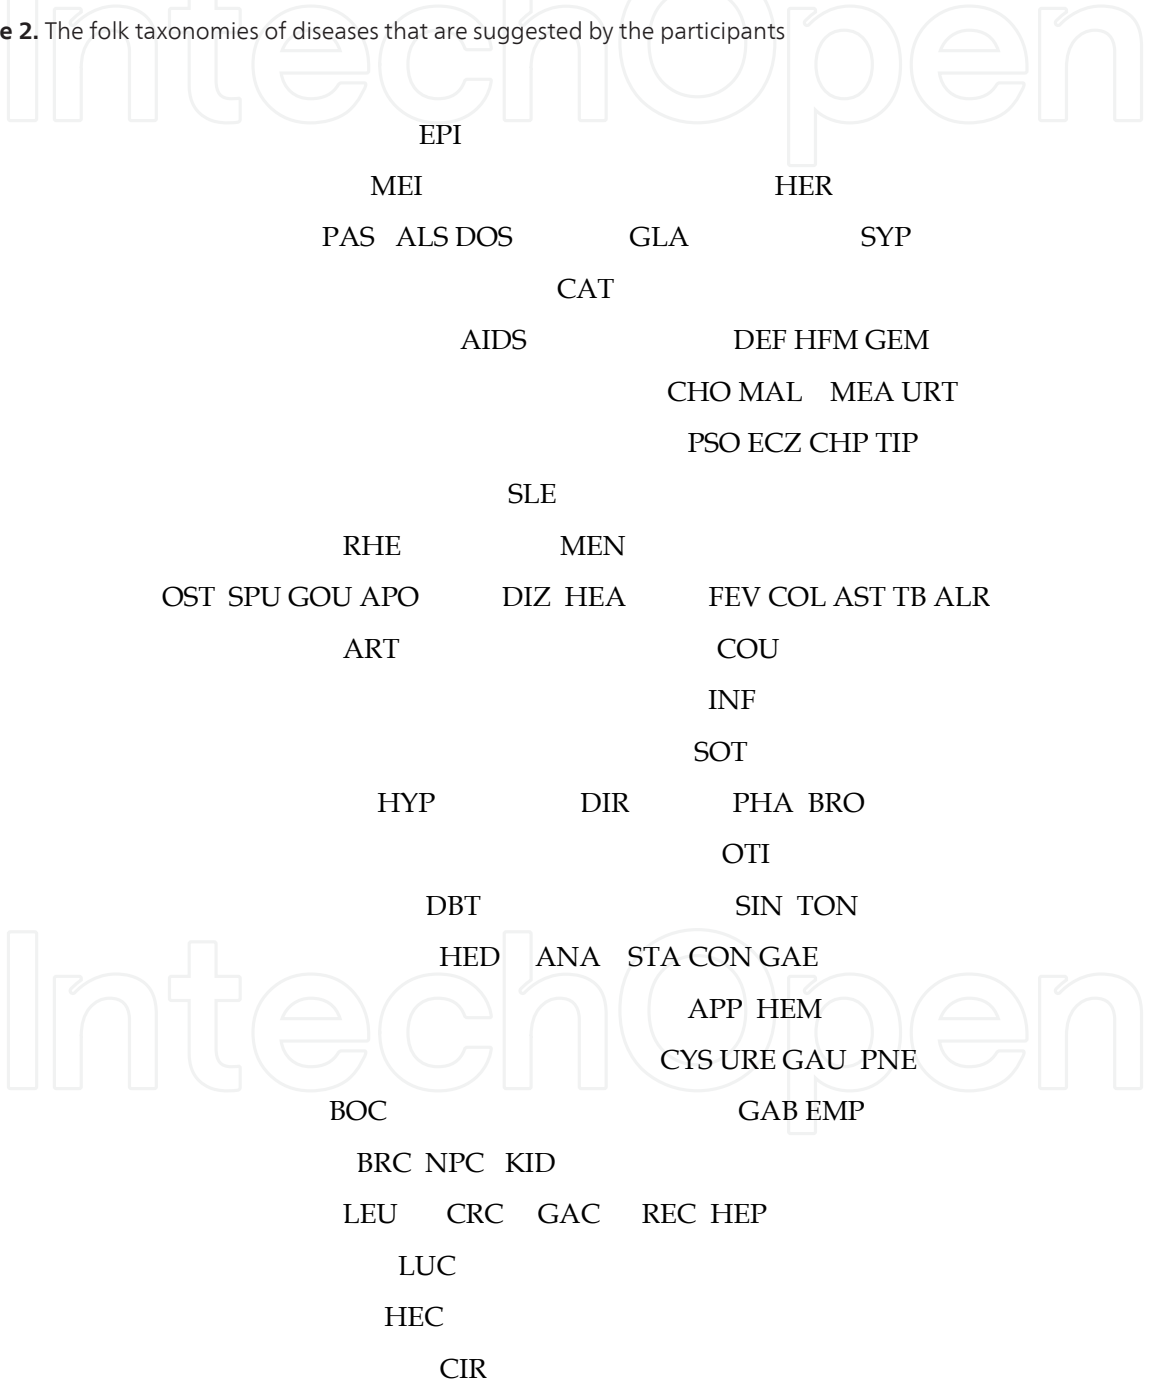 e 2. The folk taxonomies of diseases that are suggested by the participants
IntechOpen
EPI
MEI HER
PAS ALS DOS GLA SYP
CAT
AIDS DEF HFM GEM
CHO MAL MEA URT
PSO ECZ CHP TIP
SLE
RHE MEN
OST SPU GOU APO DIZ HEA FEV COL AST TB ALR
ART COU
INF
SOT
HYP DIR PHA BRO
OTI
DBT SIN TON
HED ANA STA CON GAE
IntechOpen
APP HEM
CYS URE GAU PNE
BOC GAB EMP
BRC NPC KID
LEU CRC GAC REC HEP
LUC
HEC
CIR